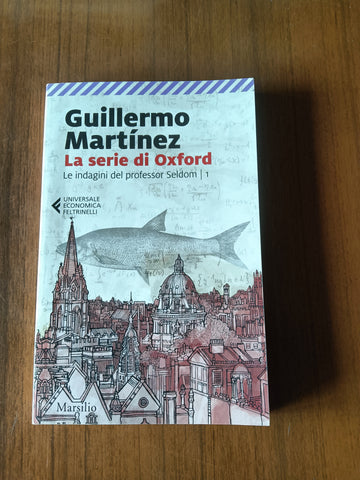 Guillermo
Martínez
La serie di Oxford
Le indagini del professor Seldom | 1
UNIVERSALE
ECONOMICA
FELTRINELLI
Marsilio